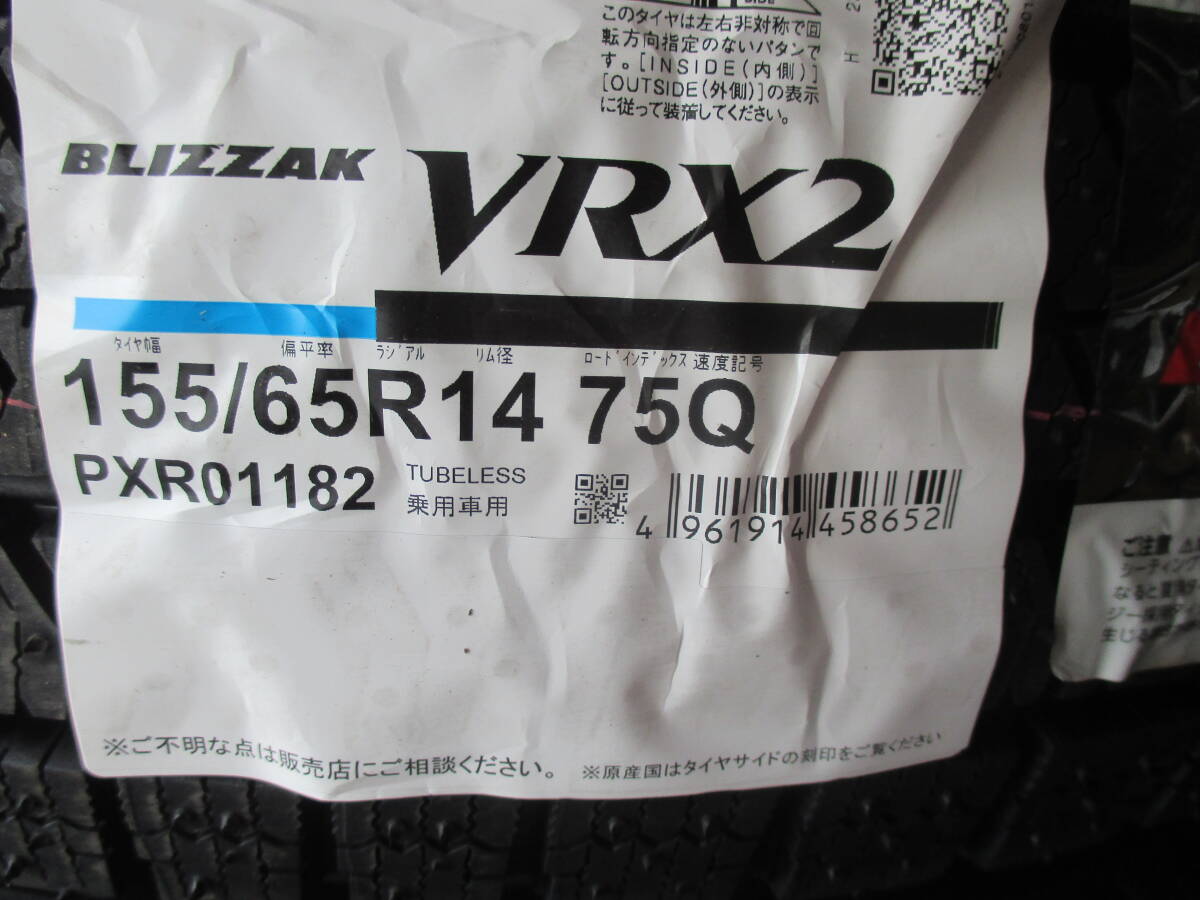 SIDE
このタイヤは左右非対称で回
転方向指定のないパタンで
す。[INSIDE(内側)]
[OUTSIDE(外側)]の表示
に従って装着してください。
H
BLIZZAK VRX2
タイヤ幅 偏平率 ラジアル リム径 ロードインデックス 速度記号
155/65R14 75Q
PXR01182
TUBELESS
乗用車用
4 961914 458652
※ご不明な点は販売店にご相談ください。 ※原産国はタイヤサイドの刻印をご覧ください
ご注意